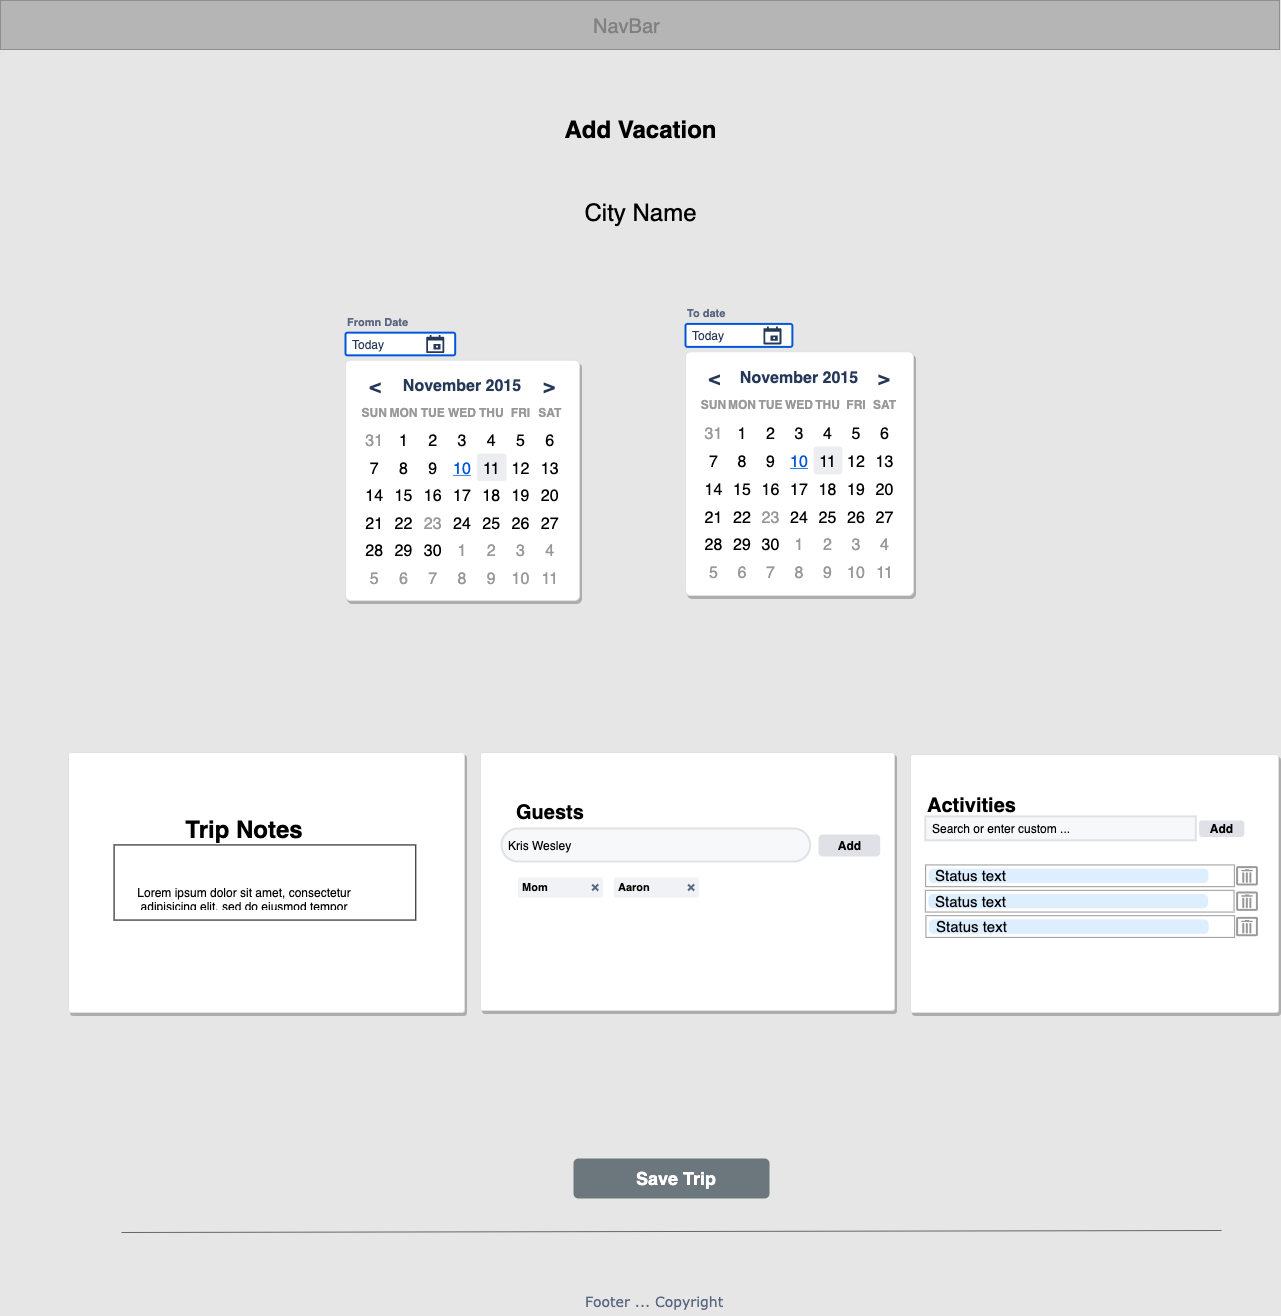 NavBar
Add Vacation
City Name
Fromn Date
Today
< November 2015 >
SUN MON TUE WED THU FRI SAT
31 1 2 3 4 5 6
7 8 9 10 11 12 13
14 15 16 17 18 19 20
21 22 23 24 25 26 27
28 29 30 1 2 3 4
5 6 7 8 9 10 11
To date
Today
< November 2015 >
SUN MON TUE WED THU FRI SAT
31 1 2 3 4 5 6
7 8 9 10 11 12 13
14 15 16 17 18 19 20
21 22 23 24 25 26 27
28 29 30 1 2 3 4
5 6 7 8 9 10 11
Trip Notes
Lorem ipsum dolor sit amet, consectetur
adipisicing elit, sed do eiusmod tempor
Guests
Kris Wesley
Add
Mom ×
Aaron ×
Activities
Search or enter custom ...
Add
Status text
Status text
Status text
Save Trip
Footer ... Copyright